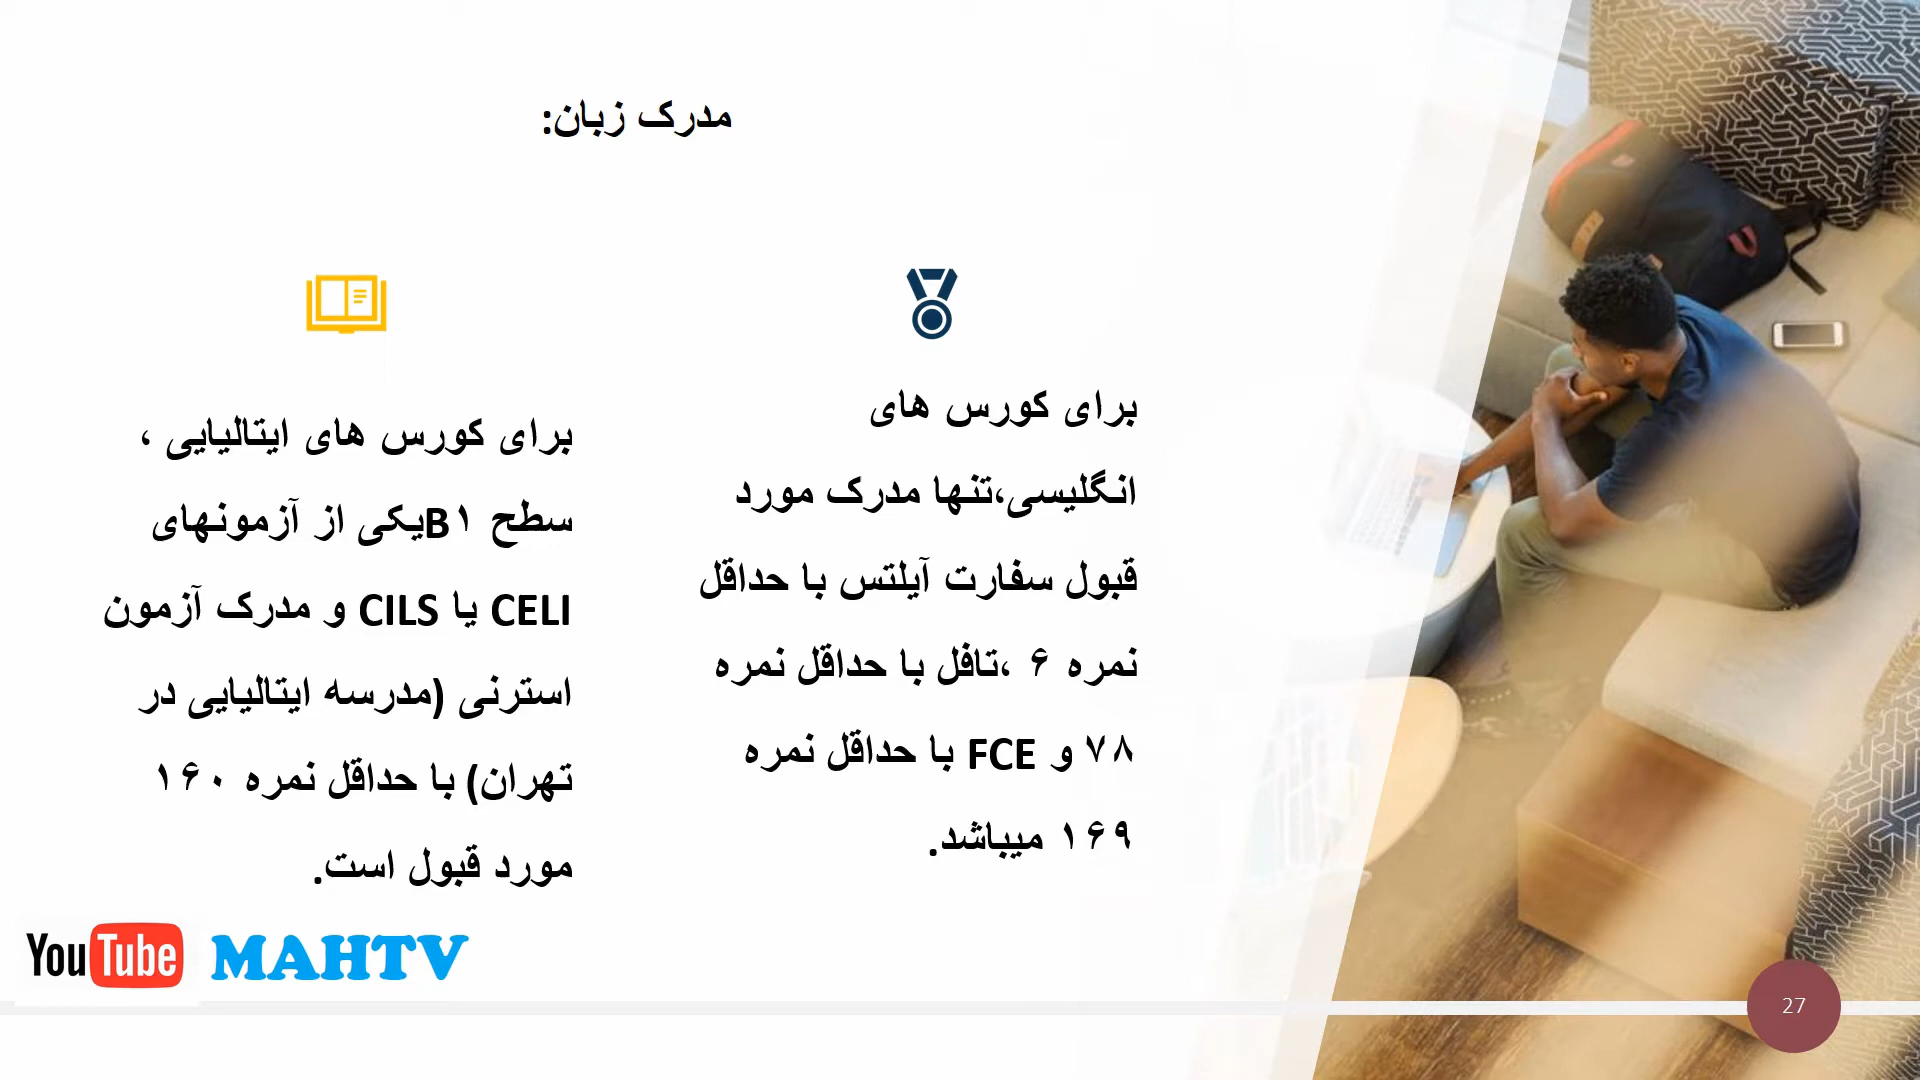 مدرک زبان:
برای کورس های
انگلیسی،تنها مدرک مورد
قبول سفارت آیلتس با حداقل
نمره ۶ ،تافل با حداقل نمره
۷۸ و FCE با حداقل نمره
۱۶۹ میباشد.
برای کورس های ایتالیایی ،
سطح B۱یکی از آزمونهای
CELI یا CILS و مدرک آزمون
استرنی (مدرسه ایتالیایی در
تهران) با حداقل نمره ۱۶۰
مورد قبول است.
YouTube MAHTV
27